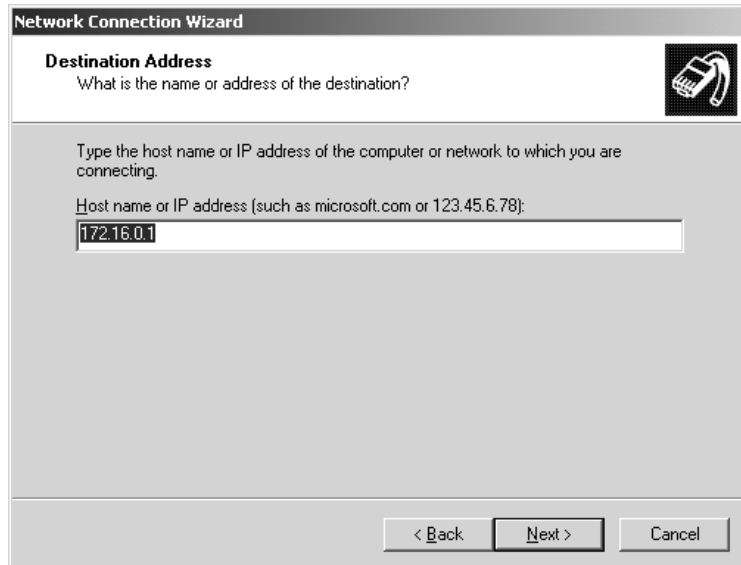 Network Connection Wizard
Destination Address
What is the name or address of the destination?
Type the host name or IP address of the computer or network to which you are
connecting.
Host name or IP address (such as microsoft.com or 123.45.6.78):
172.16.0.1
< Back
Next >
Cancel